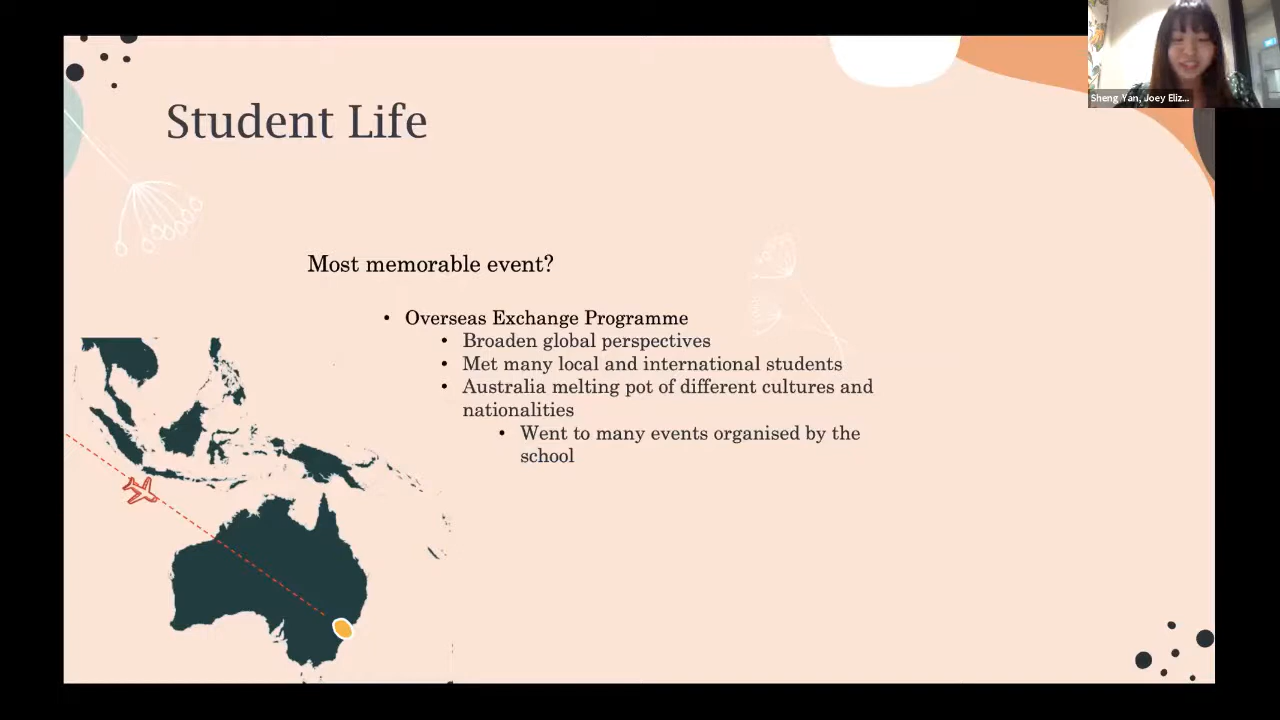 Sheng Yan, Joey Eliz...
Student Life
Most memorable event?
• Overseas Exchange Programme
• Broaden global perspectives
• Met many local and international students
• Australia melting pot of different cultures and
nationalities
• Went to many events organised by the
school